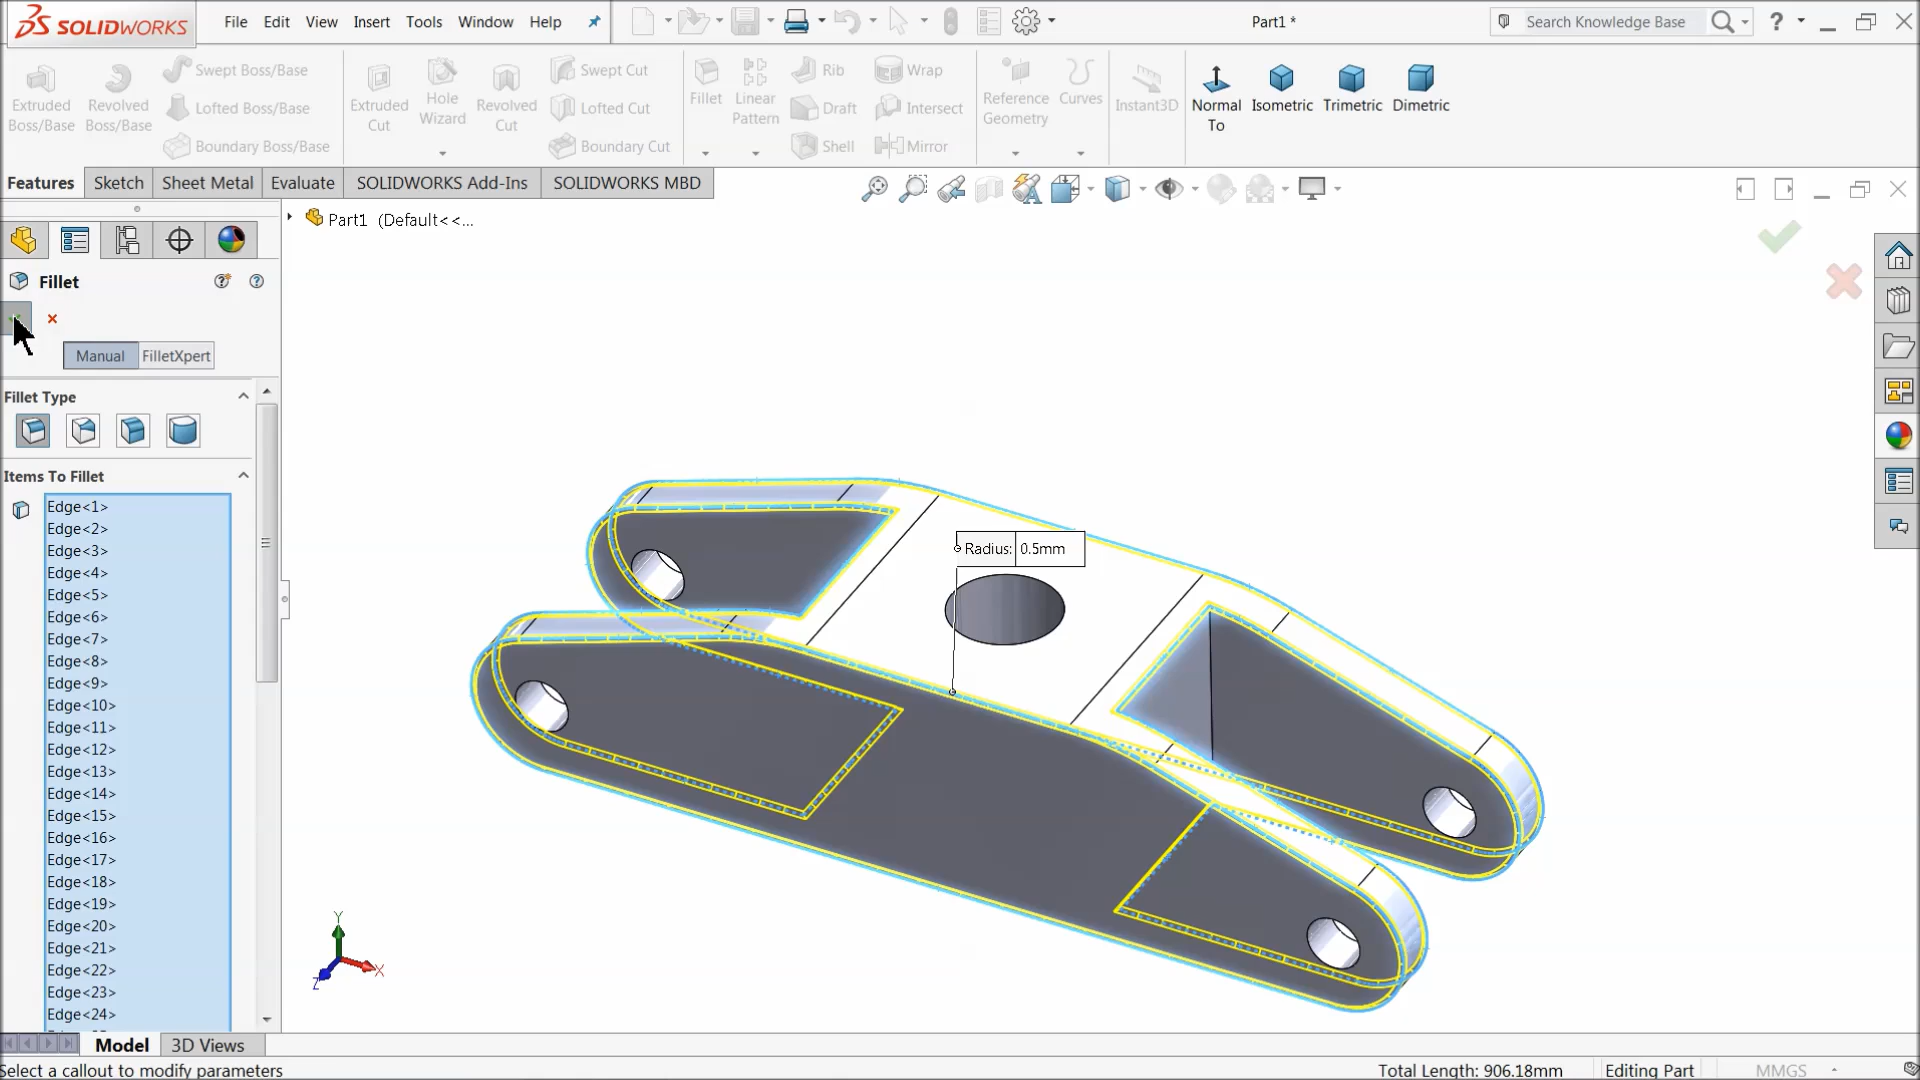 SOLIDWORKS
File Edit View Insert Tools Window Help
Part1 *
Search Knowledge Base
?
Extruded Boss/Base
Revolved Boss/Base
Swept Boss/Base
Lofted Boss/Base
Boundary Boss/Base
Extruded Cut
Hole Wizard
Revolved Cut
Swept Cut
Lofted Cut
Boundary Cut
Fillet
Linear Pattern
Rib
Draft
Shell
Wrap
Intersect
Mirror
Reference Geometry
Curves
Instant3D
Normal To
Isometric
Trimetric
Dimetric
Features Sketch Sheet Metal Evaluate SOLIDWORKS Add-Ins SOLIDWORKS MBD
Part1 (Default<<...
Fillet
Manual FilletXpert
Fillet Type
Items To Fillet
Edge<1>
Edge<2>
Edge<3>
Edge<4>
Edge<5>
Edge<6>
Edge<7>
Edge<8>
Edge<9>
Edge<10>
Edge<11>
Edge<12>
Edge<13>
Edge<14>
Edge<15>
Edge<16>
Edge<17>
Edge<18>
Edge<19>
Edge<20>
Edge<21>
Edge<22>
Edge<23>
Edge<24>
Radius: 0.5mm
Y
X
Z
Model 3D Views
Select a callout to modify parameters
Total Length: 906.18mm Editing Part MMGS